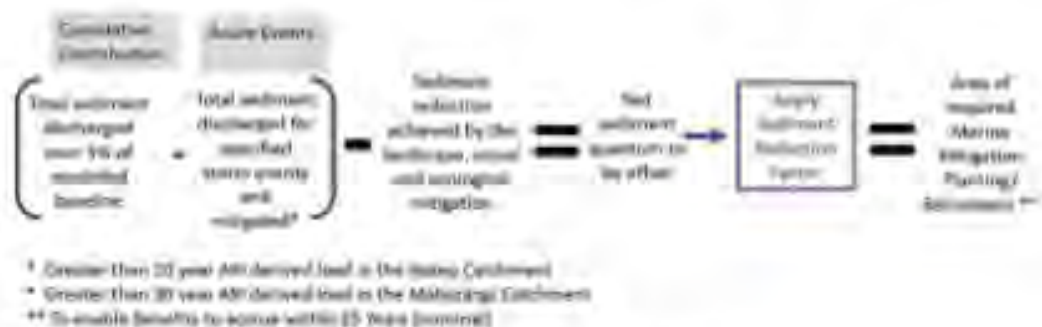 Cumulative
Contribution
Acute Events
Total sediment
discharged
over 5% of
modelled
baseline
Total sediment
discharged for
specified
storm events
and
mitigated*
Sediment
reduction
achieved by the
landscape, visual
and ecological
mitigation
Net
sediment
quantum to
be offset
Apply
Sediment
Reduction
Factor
Area of
required
Marine
Mitigation
Planting/
Retirement **
* Greater than 10 year ARI derived load in the Catchment
* Greater than year ARI derived load in the Mahurangi Catchment
** To enable benefits to accrue within Years (nominal)